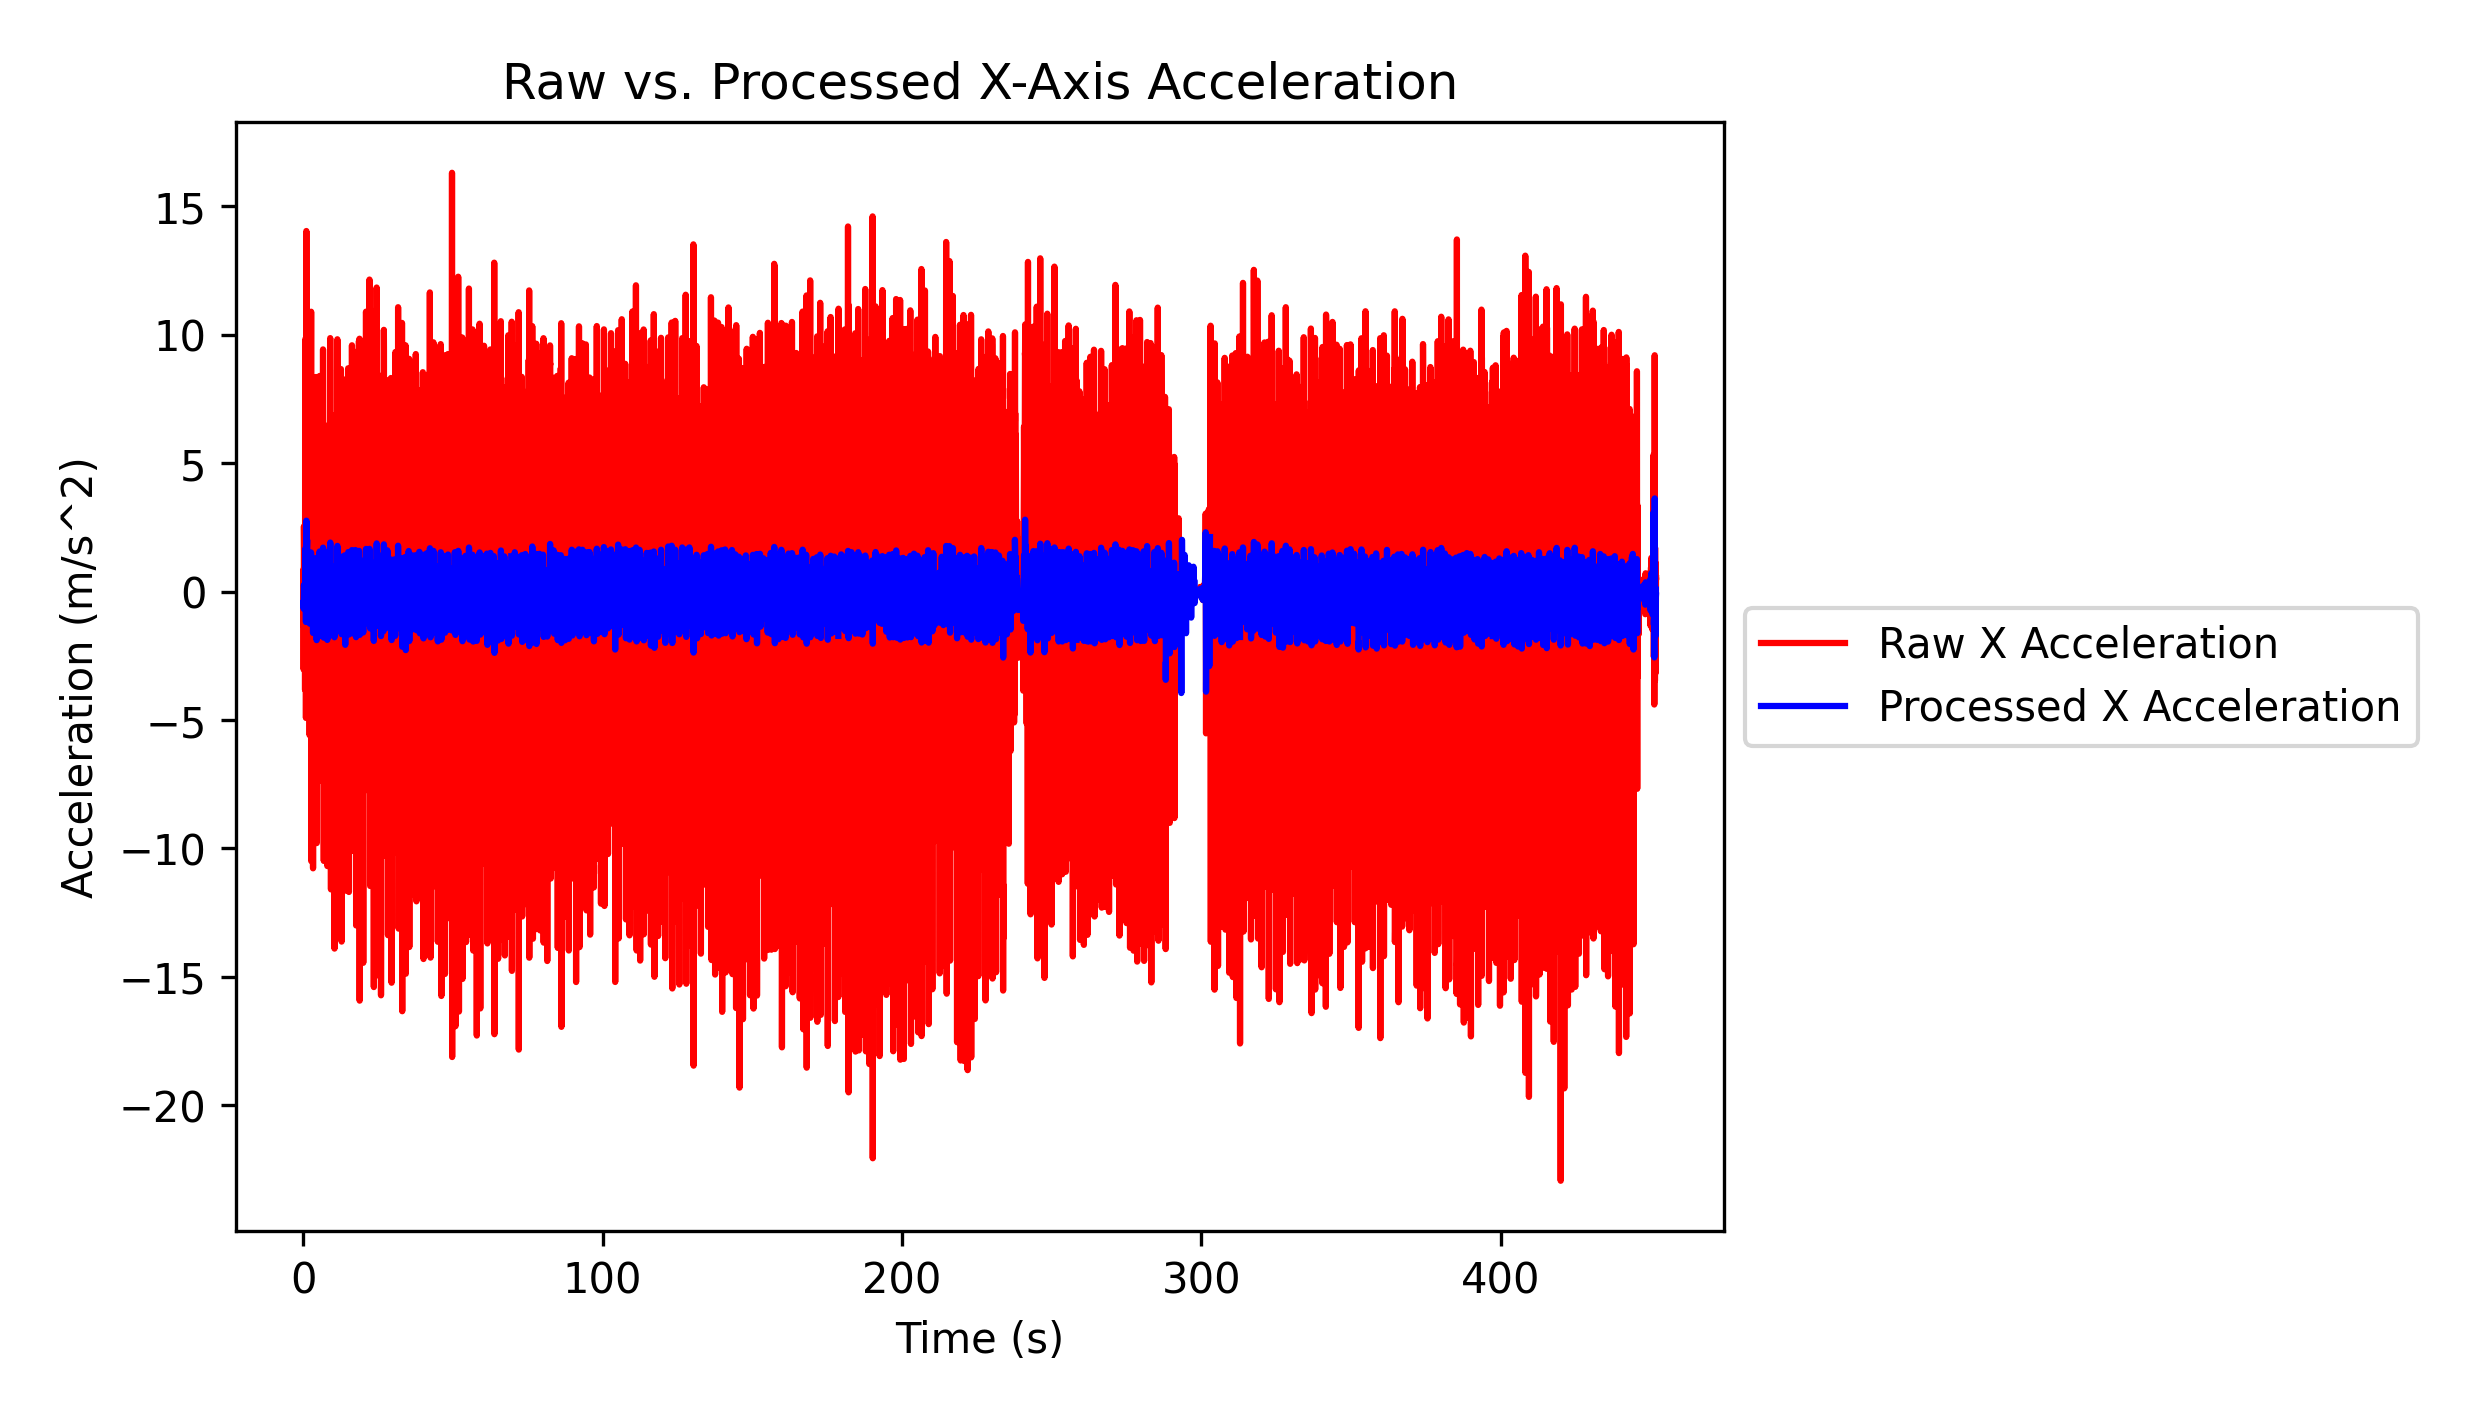 Raw vs. Processed X-Axis Acceleration
15
10
5
0
−5
−10
−15
−20
Acceleration (m/s^2)
0 100 200 300 400
Time (s)
Raw X Acceleration
Processed X Acceleration